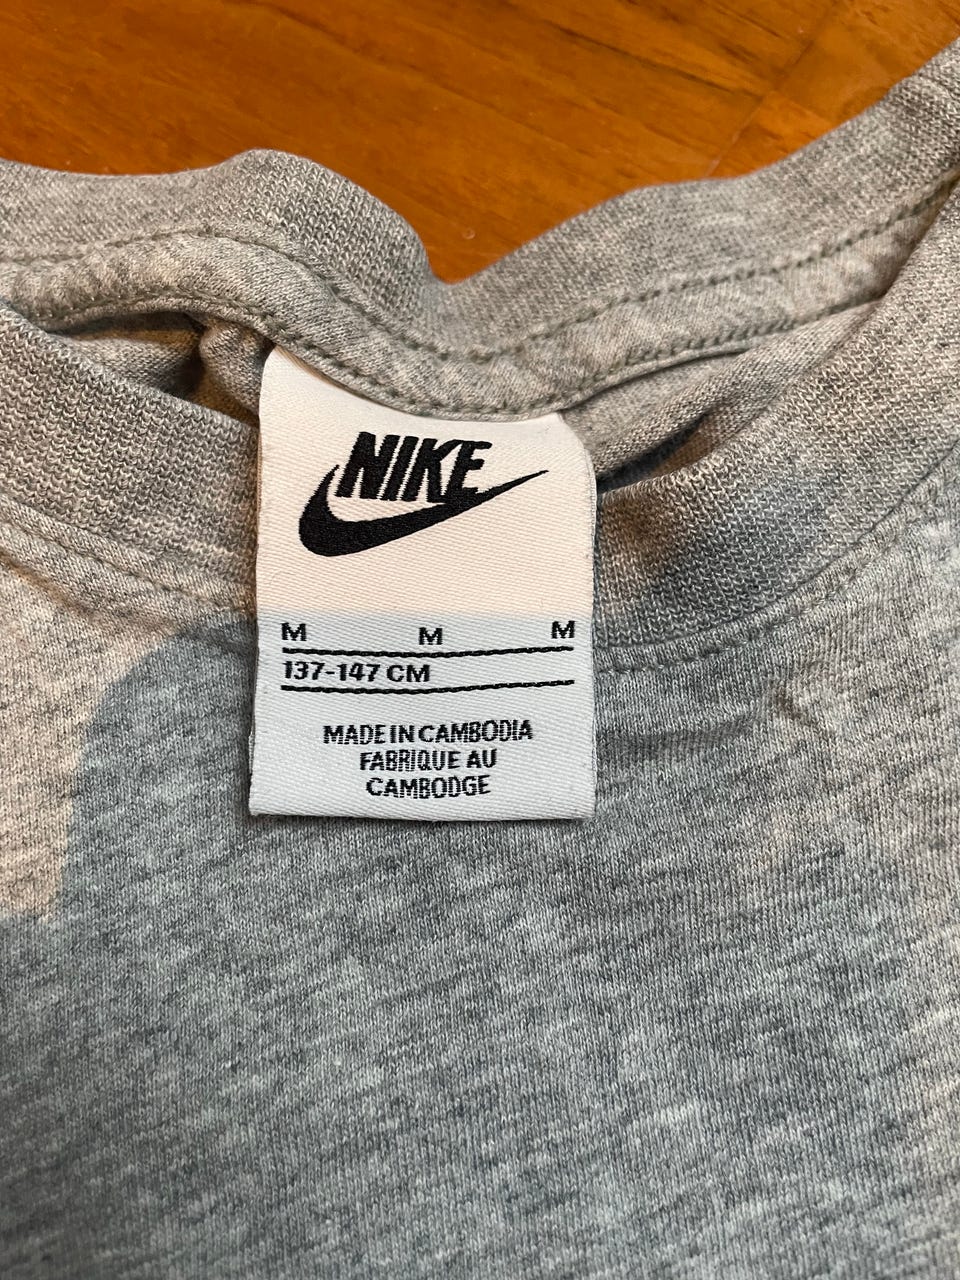 NIKE
M M M
137-147 CM
MADE IN CAMBODIA
FABRIQUE AU
CAMBODGE